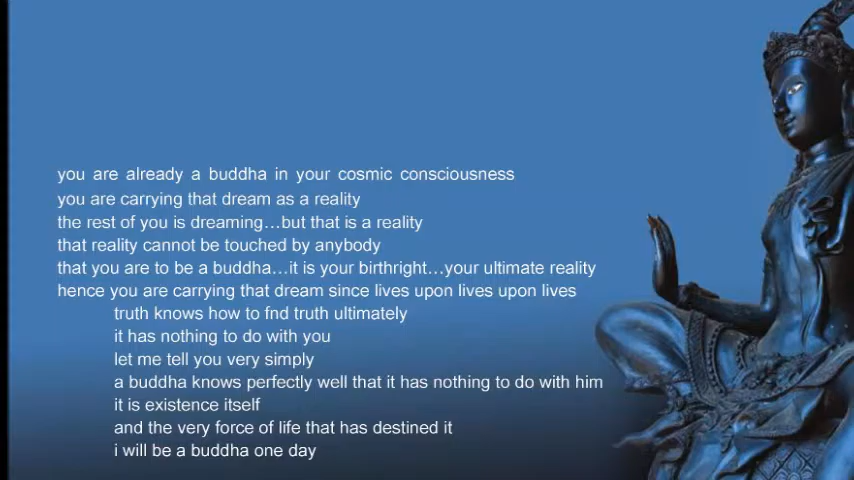 you are already a buddha in your cosmic consciousness
you are carrying that dream as a reality
the rest of you is dreaming…but that is a reality
that reality cannot be touched by anybody
that you are to be a buddha…it is your birthright…your ultimate reality
hence you are carrying that dream since lives upon lives upon lives
truth knows how to fnd truth ultimately
it has nothing to do with you
let me tell you very simply
a buddha knows perfectly well that it has nothing to do with him
it is existence itself
and the very force of life that has destined it
i will be a buddha one day